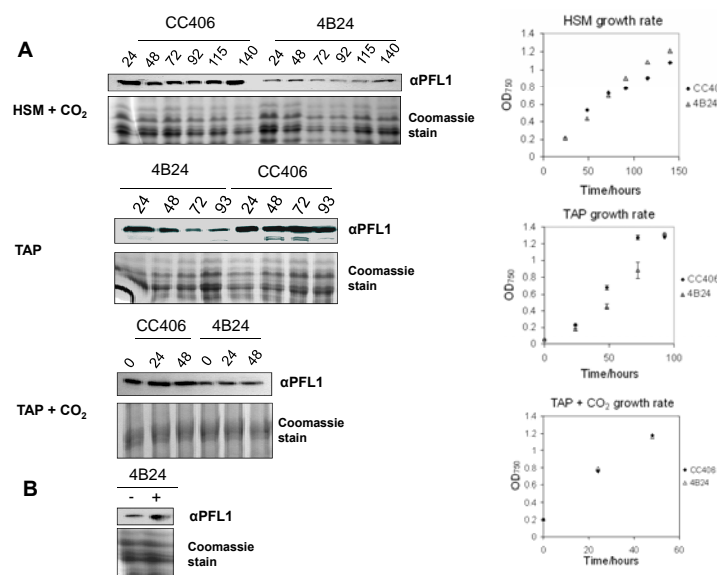 A
CC406 4B24
24 48 72 92 115 140 24 48 72 92 115 140
αPFL1
HSM + CO₂
Coomassie
stain
4B24 CC406
24 48 72 93 24 48 72 93
αPFL1
TAP
Coomassie
stain
CC406 4B24
0 24 48 0 24 48
αPFL1
TAP + CO₂
Coomassie
stain
B
4B24
- +
αPFL1
Coomassie
stain
HSM growth rate
OD₇₅₀
1.4
1.2
1
0.8
0.6
0.4
0.2
0
0 50 100 150
Time/hours
CC40
4B24
TAP growth rate
OD₇₅₀
1.4
1.2
1
0.8
0.6
0.4
0.2
0
0 50 100
Time/hours
CC406
4B24
TAP + CO₂ growth rate
OD₇₅₀
1.4
1.2
1
0.8
0.6
0.4
0.2
0
0 20 40 60
Time/hours
CC406
4B24